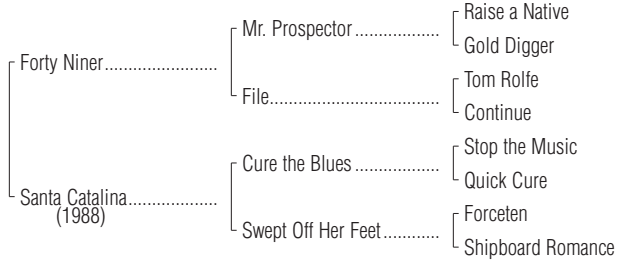 Raise a Native
Mr. Prospector ..................
Gold Digger
Forty Niner........................
Tom Rolfe
File....................................
Continue
Stop the Music
Cure the Blues ..................
Quick Cure
Santa Catalina...................
(1988)
Forceten
Swept Off Her Feet............
Shipboard Romance